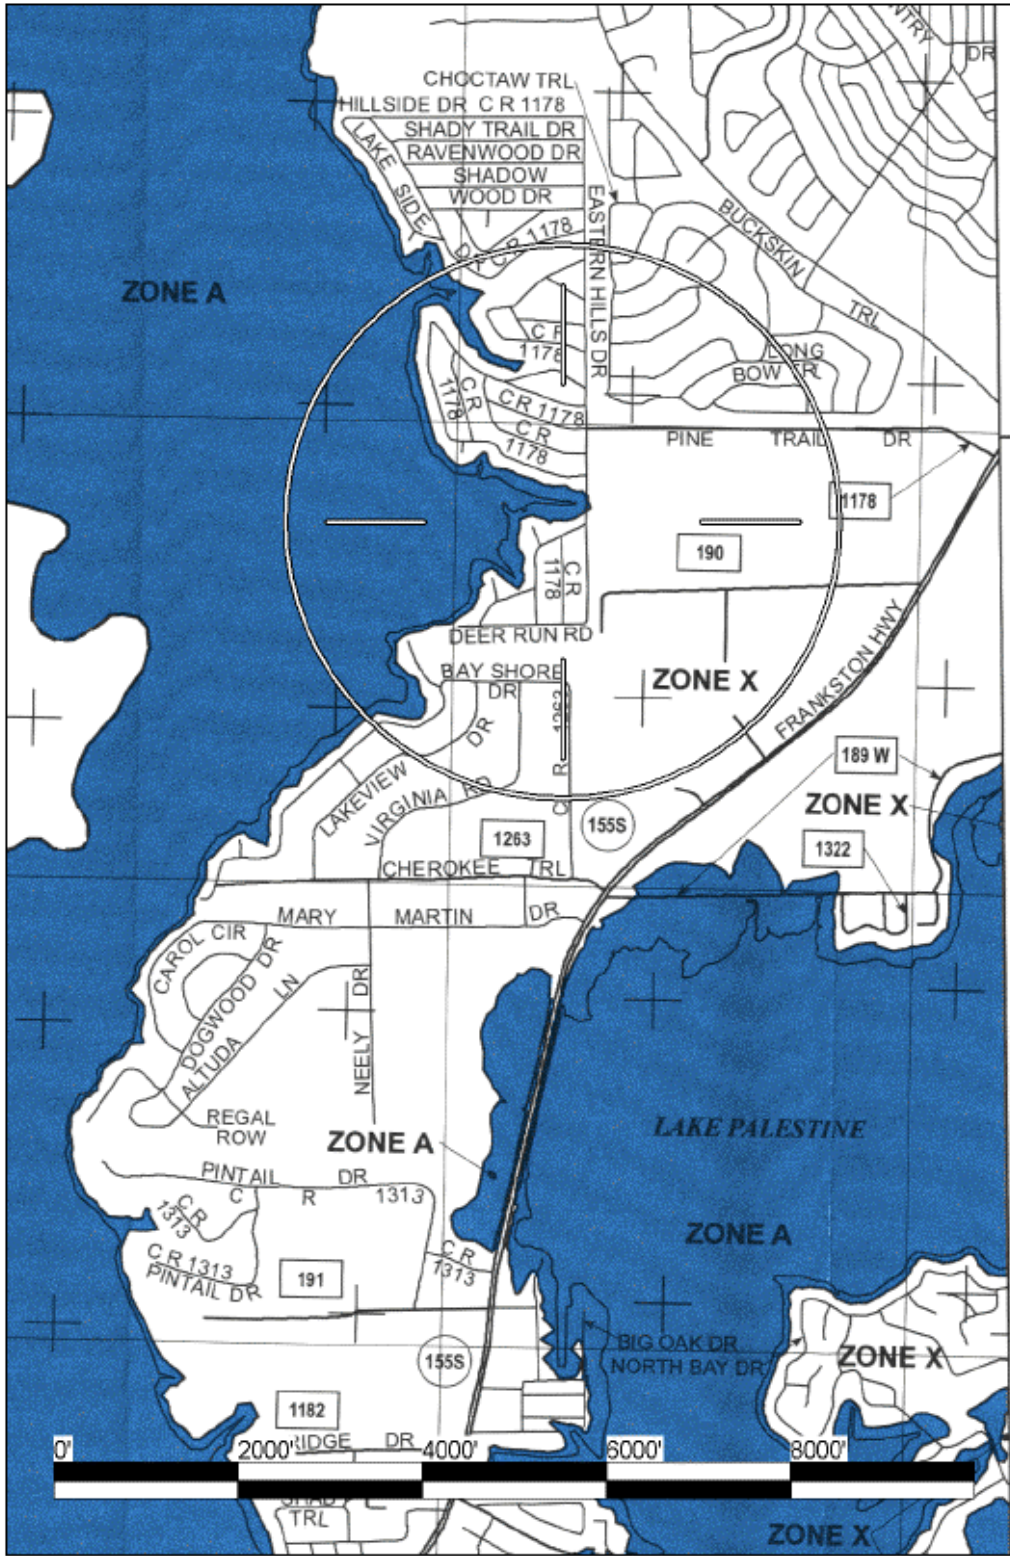 NTRY
DR
CHOCTAW TRL
HILLSIDE DR C R 1178
SHADY TRAIL DR
RAVENWOOD DR
SHADOW
WOOD DR
LAKE SIDE DR
C R 1178
EASTERN HILLS DR
BUCKSKIN TRL
ZONE A
C R
1178
LONG
BOW TRL
C R
1178
C R 1178
C R
1178
PINE TRAIL DR
1178
190
C R
1178
DEER RUN RD
BAY SHORE
DR
ZONE X
FRANKSTON HWY
C R 1263
LAKEVIEW DR
VIRGINIA RD
189 W
ZONE X
155S
1263
1322
CHEROKEE TRL
MARY MARTIN DR
CAROL CIR
DOGWOOD DR
ALTUDA LN
NEELY DR
REGAL
ROW
ZONE A
LAKE PALESTINE
PINTAIL DR
C R 1313
C R
1313
C R 1313
PINTAIL DR
C R
1313
191
ZONE A
BIG OAK DR
NORTH BAY DR
ZONE X
155S
1182
RIDGE DR
0' 2000' 4000' 6000' 8000'
TRL
ZONE X